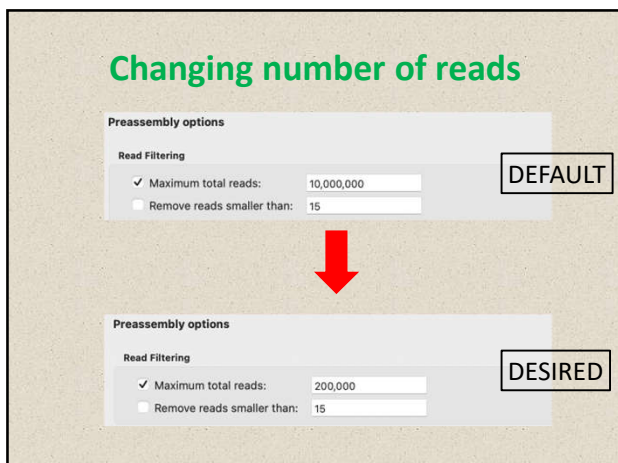 Changing number of reads
Preassembly options
Read Filtering
Maximum total reads: 10,000,000
Remove reads smaller than: 15
DEFAULT
Preassembly options
Read Filtering
Maximum total reads: 200,000
Remove reads smaller than: 15
DESIRED